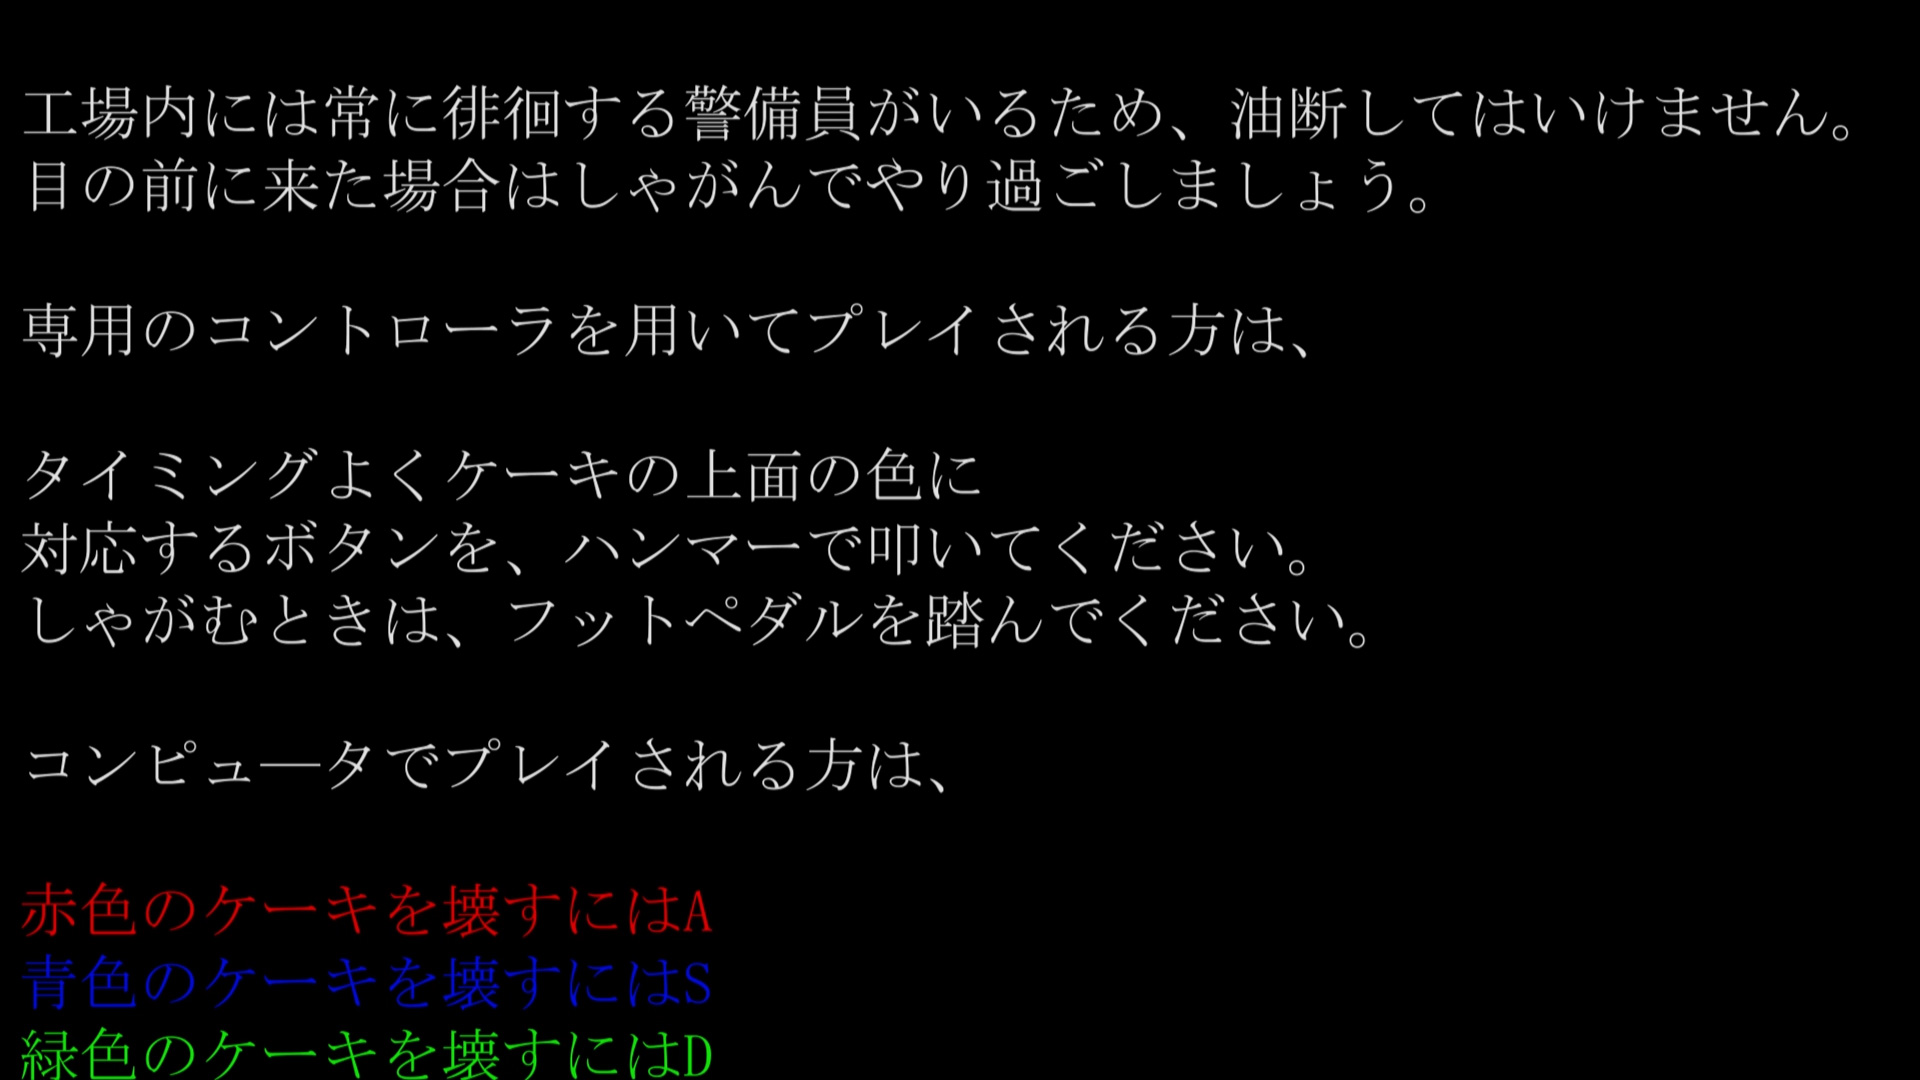 工場内には常に徘徊する警備員がいるため、油断してはいけません。
目の前に来た場合はしゃがんでやり過ごしましょう。
専用のコントローラを用いてプレイされる方は、
タイミングよくケーキの上面の色に
対応するボタンを、ハンマーで叩いてください。
しゃがむときは、フットペダルを踏んでください。
コンピュ―タでプレイされる方は、
赤色のケーキを壊すにはA
青色のケーキを壊すにはS
緑色のケーキを壊すにはD